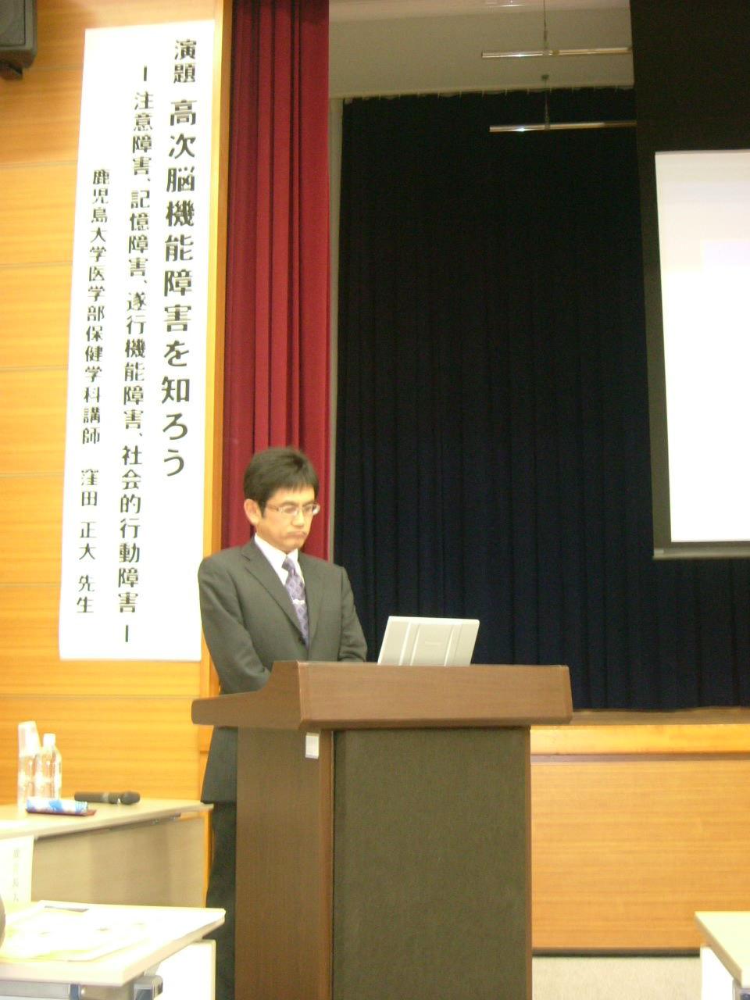 演題 高次脳機能障害を知ろう
ー注意障害、記憶障害、遂行機能障害、社会的行動障害ー
鹿児島大学医学部保健学科講師 窪田 正大 先生